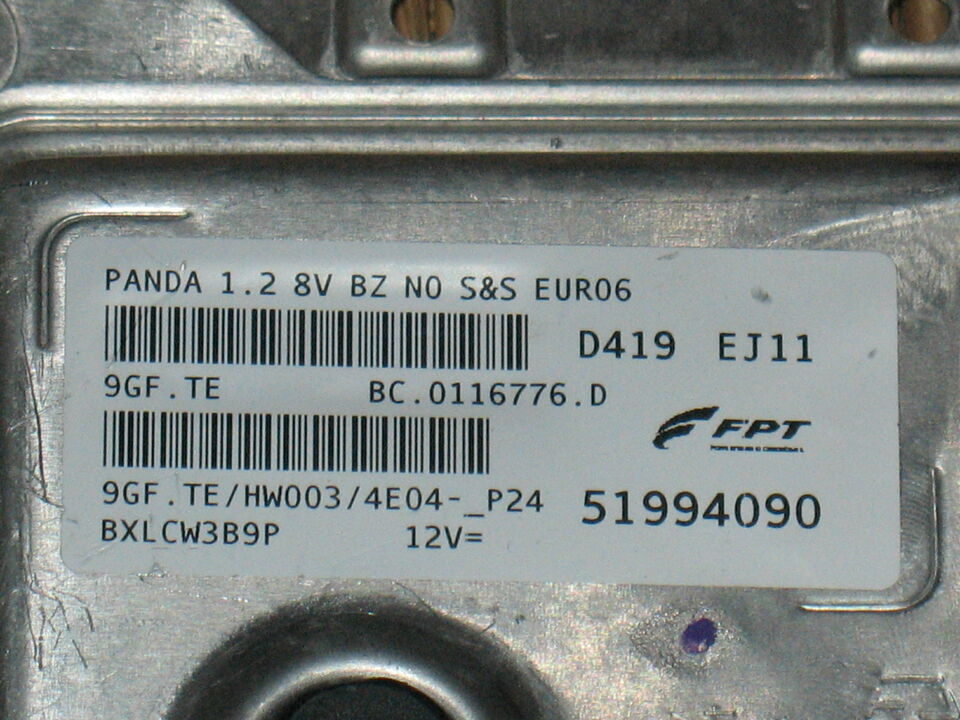 PANDA 1.2 8V BZ NO S&S EURO6
D419 EJ11
9GF.TE BC.0116776.D
FPT
9GF.TE/HW003/4E04-_P24
51994090
BXLCW3B9P 12V=